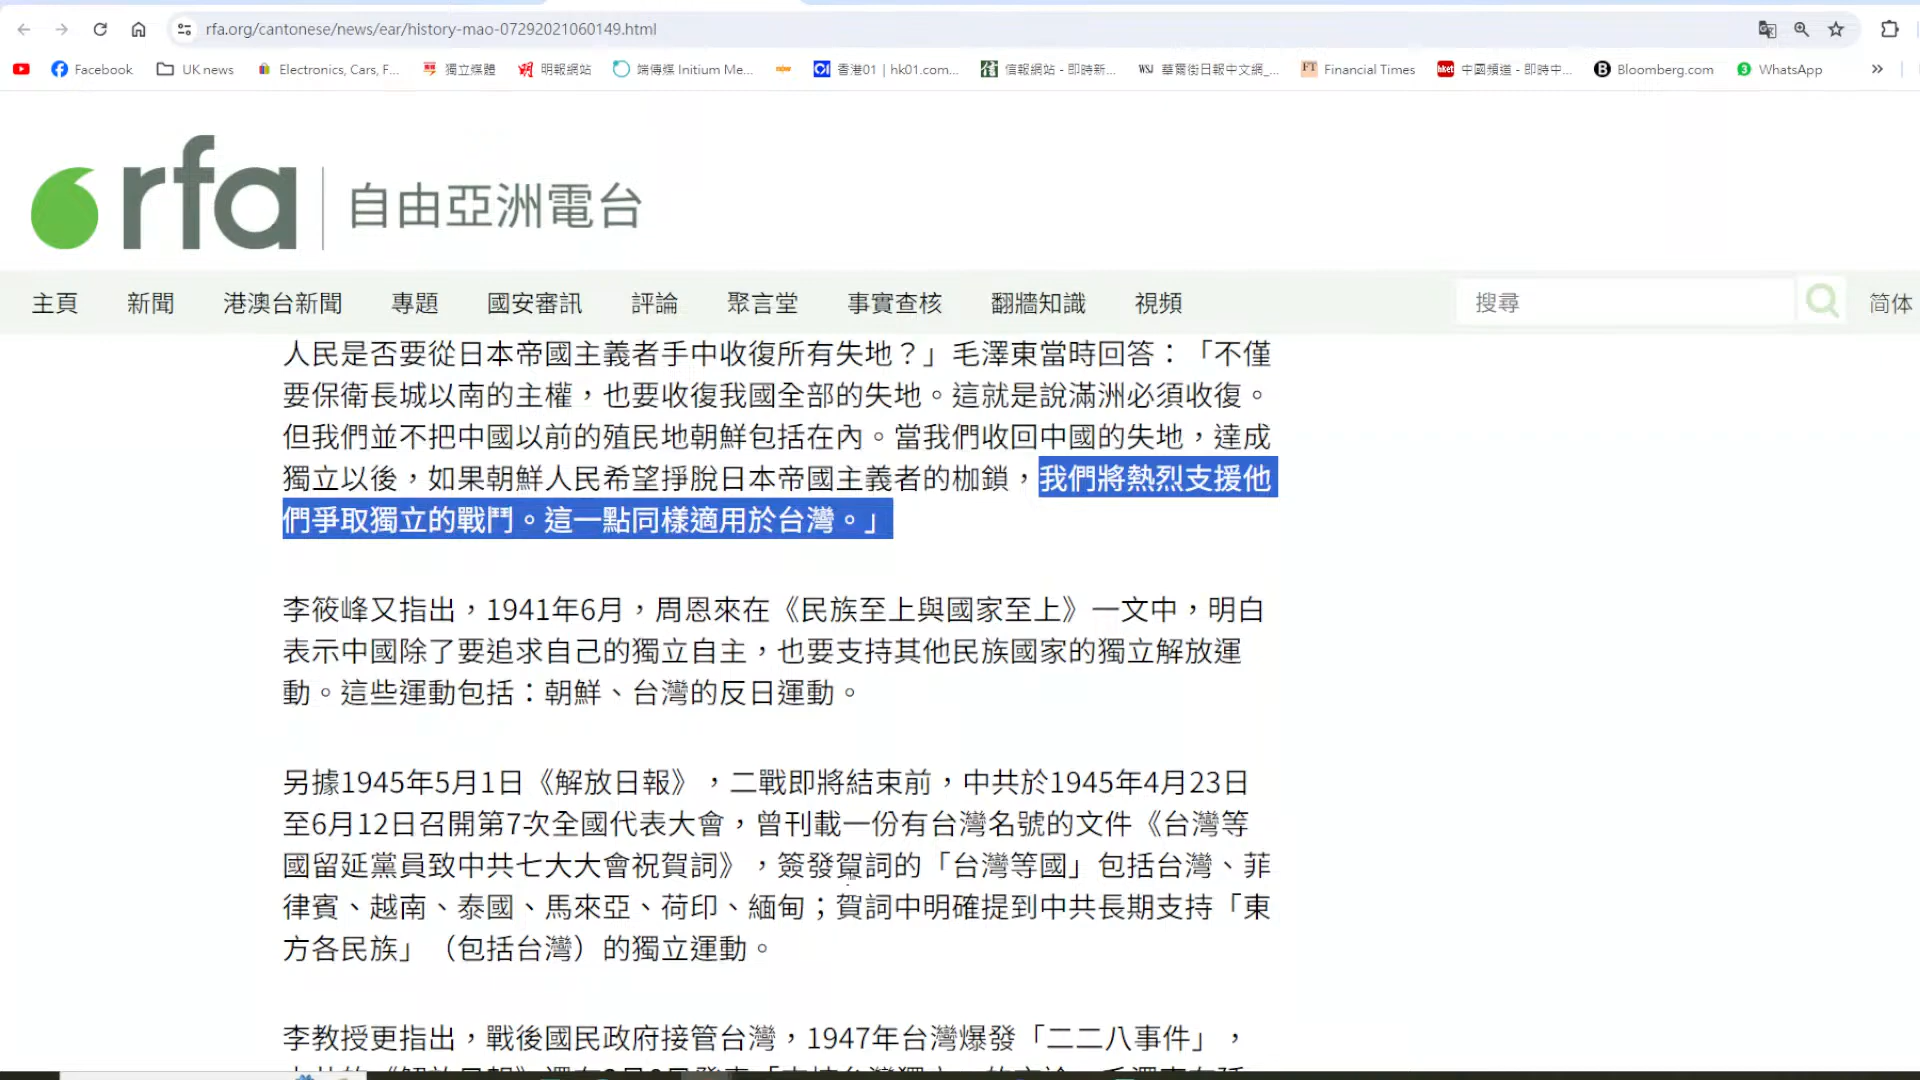 rfa.org/cantonese/news/ear/history-mao-07292021060149.html
Facebook
UK news
Electronics, Cars, F...
獨立媒體
明報網站
端傳媒 Initium Me...
now
香港01 | hk01.com...
信報網站 - 即時新...
WSJ 華爾街日報中文網_...
FT Financial Times
hket 中國頻道 - 即時中...
B Bloomberg.com
3 WhatsApp
rfa 自由亞洲電台
主頁 新聞 港澳台新聞 專題 國安審訊 評論 聚言堂 事實查核 翻牆知識 視頻 搜尋 简体
人民是否要從日本帝國主義者手中收復所有失地？」毛澤東當時回答：「不僅
要保衛長城以南的主權，也要收復我國全部的失地。這就是說滿洲必須收復。
但我們並不把中國以前的殖民地朝鮮包括在內。當我們收回中國的失地，達成
獨立以後，如果朝鮮人民希望掙脫日本帝國主義者的枷鎖，我們將熱烈支援他
們爭取獨立的戰鬥。這一點同樣適用於台灣。」
李筱峰又指出，1941年6月，周恩來在《民族至上與國家至上》一文中，明白
表示中國除了要追求自己的獨立自主，也要支持其他民族國家的獨立解放運
動。這些運動包括：朝鮮、台灣的反日運動。
另據1945年5月1日《解放日報》，二戰即將結束前，中共於1945年4月23日
至6月12日召開第7次全國代表大會，曾刊載一份有台灣名號的文件《台灣等
國留延黨員致中共七大大會祝賀詞》，簽發賀詞的「台灣等國」包括台灣、菲
律賓、越南、泰國、馬來亞、荷印、緬甸；賀詞中明確提到中共長期支持「東
方各民族」（包括台灣）的獨立運動。
李教授更指出，戰後國民政府接管台灣，1947年台灣爆發「二二八事件」，